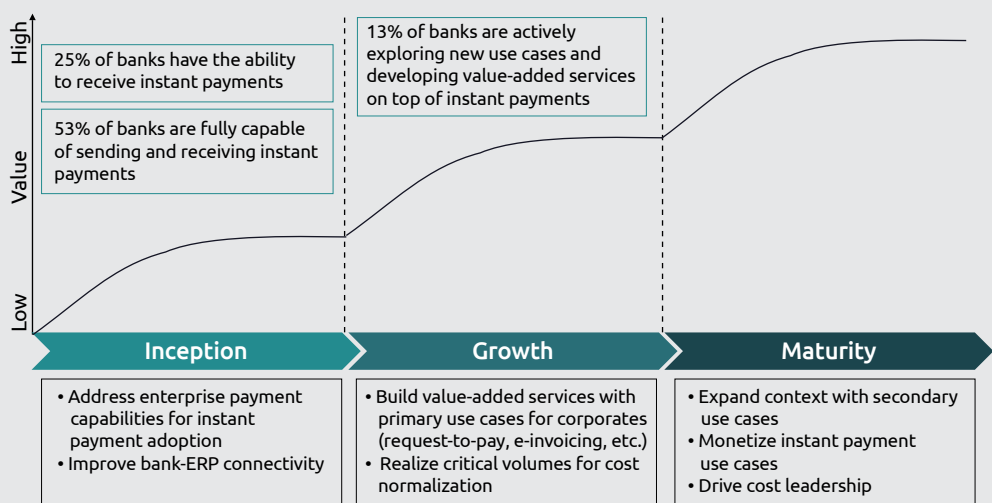 High
Value
Low
25% of banks have the ability
to receive instant payments
53% of banks are fully capable
of sending and receiving instant
payments
13% of banks are actively
exploring new use cases and
developing value-added services
on top of instant payments
Inception
Growth
Maturity
• Address enterprise payment
capabilities for instant
payment adoption
• Improve bank-ERP connectivity
• Build value-added services with
primary use cases for corporates
(request-to-pay, e-invoicing, etc.)
• Realize critical volumes for cost
normalization
• Expand context with secondary
use cases
• Monetize instant payment
use cases
• Drive cost leadership